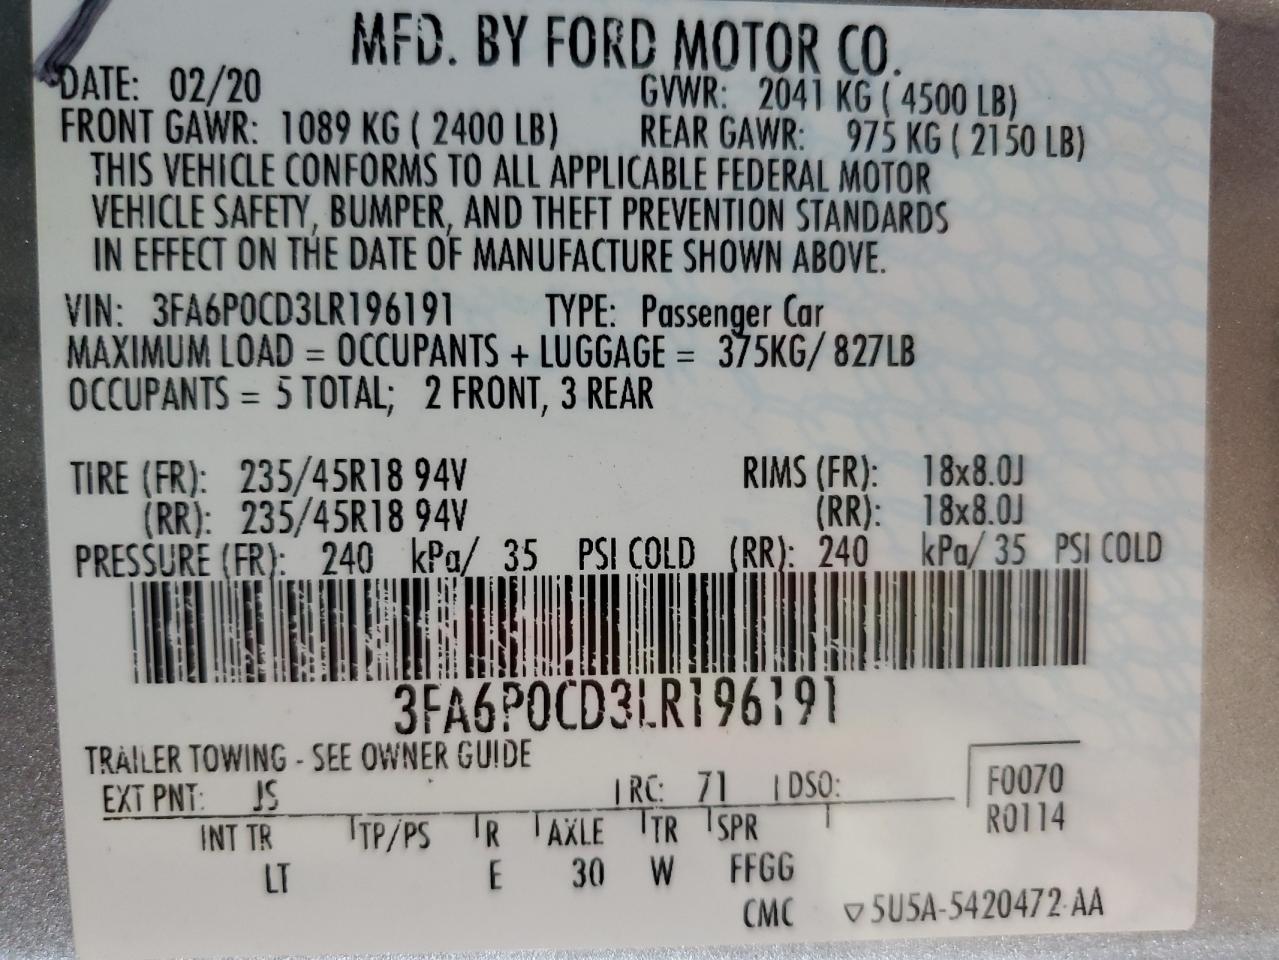 MFD. BY FORD MOTOR CO.
DATE: 02/20 GVWR: 2041 KG ( 4500 LB)
FRONT GAWR: 1089 KG ( 2400 LB) REAR GAWR: 975 KG ( 2150 LB)
THIS VEHICLE CONFORMS TO ALL APPLICABLE FEDERAL MOTOR
VEHICLE SAFETY, BUMPER, AND THEFT PREVENTION STANDARDS
IN EFFECT ON THE DATE OF MANUFACTURE SHOWN ABOVE.
VIN: 3FA6P0CD3LR196191 TYPE: Passenger Car
MAXIMUM LOAD = OCCUPANTS + LUGGAGE = 375KG/ 827LB
OCCUPANTS = 5 TOTAL; 2 FRONT, 3 REAR
TIRE (FR): 235/45R18 94V RIMS (FR): 18x8.0J
(RR): 235/45R18 94V (RR): 18x8.0J
PRESSURE (FR): 240 kPa/ 35 PSI COLD (RR): 240 kPa/ 35 PSI COLD
3FA6P0CD3LR196191
TRAILER TOWING - SEE OWNER GUIDE
EXT PNT: JS RC: 71 DSO: F0070
R0114
INT TR TP/PS R AXLE TR SPR
LT E 30 W FFGG
CMC ▽5U5A-5420472-AA